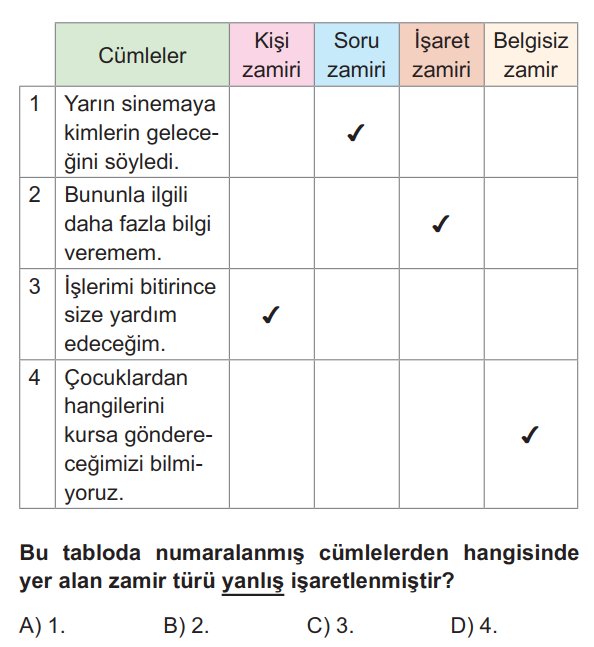 Cümleler
Kişi
zamiri
Soru
zamiri
İşaret
zamiri
Belgisiz
zamir
1
Yarın sinemaya
kimlerin gelece-
ğini söyledi.
✓
2
Bununla ilgili
daha fazla bilgi
veremem.
✓
3
İşlerimi bitirince
size yardım
edeceğim.
✓
4
Çocuklardan
hangilerini
kursa göndere-
ceğimizi bilmi-
yoruz.
✓
Bu tabloda numaralanmış cümlelerden hangisinde
yer alan zamir türü yanlış işaretlenmiştir?
A) 1. B) 2. C) 3. D) 4.